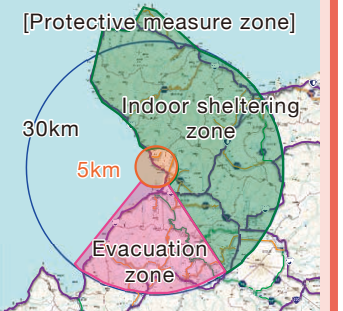 [Protective measure zone]
Indoor sheltering
zone
30km
5km
Evacuation
zone